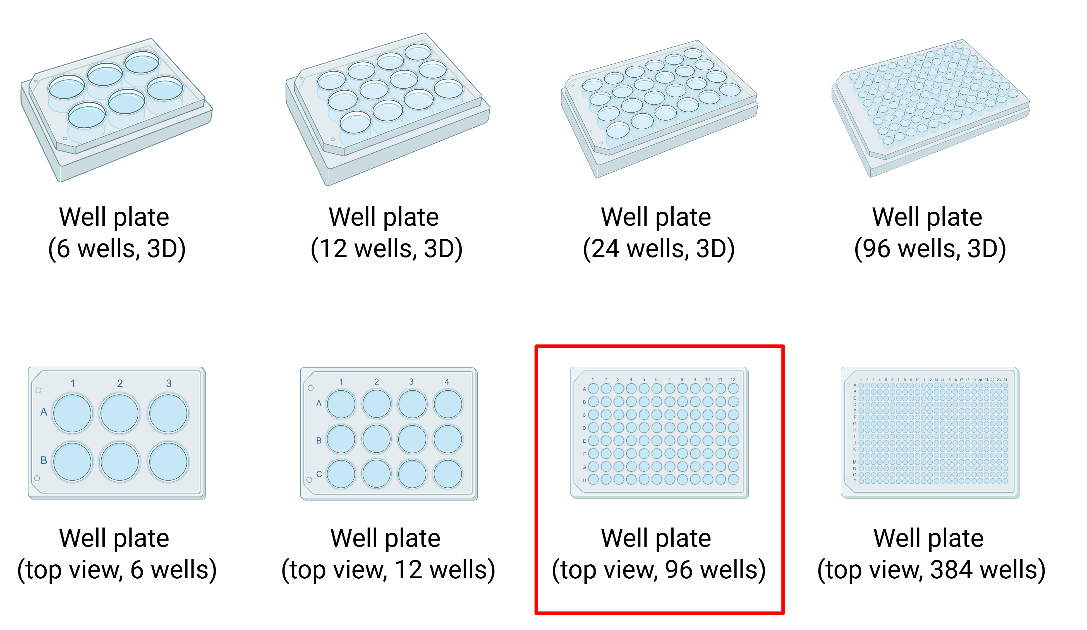 Well plate
(6 wells, 3D)
Well plate
(12 wells, 3D)
Well plate
(24 wells, 3D)
Well plate
(96 wells, 3D)
1 2 3
A
B
Well plate
(top view, 6 wells)
1 2 3 4
A
B
C
Well plate
(top view, 12 wells)
Well plate
(top view, 96 wells)
Well plate
(top view, 384 wells)